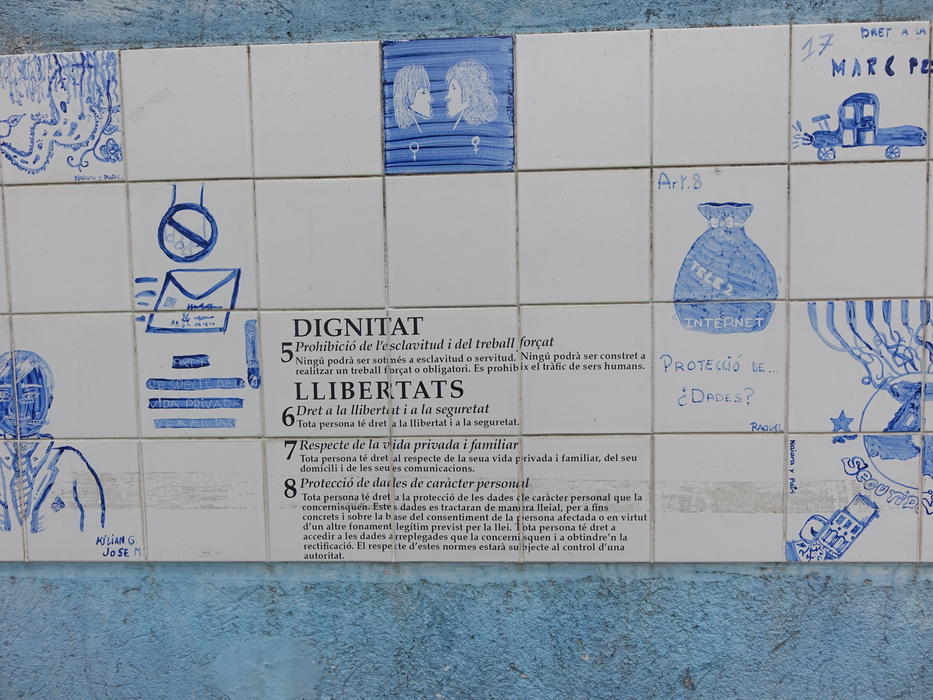 Naiara y Patri
17
DRET A LA
MARC PE
Art.8
TELE 2
INTERNET
PROTECCIÓ DE...
¿DADES?
RAQUEL
RESPECTE DE LA
VIDA PRIVADA
FAMILIA
KILIAN G.
JOSE M
DIGNITAT
5 Prohibició de l'esclavitud i del treball forçat
Ningú podrà ser sotmés a esclavitud o servitud. Ningú podrà ser constret a
realitzar un treball forçat o obligatori. Es prohibix el tràfic de sers humans.
LLIBERTATS
6 Dret a la llibertat i a la seguretat
Tota persona té dret a la llibertat i a la seguretat.
7 Respecte de la vida privada i familiar
Tota persona té dret al respecte de la seua vida privada i familiar, del seu
domicili i de les seues comunicacions.
8 Protecció de dades de caràcter personal
Tota persona té dret a la protecció de les dades de caràcter personal que la
concernisquen. Estes dades es tractaran de manera lleial, per a fins
concrets i sobre la base del consentiment de la persona afectada o en virtut
d'un altre fonament legítim previst per la llei. Tota persona té dret a
accedir a les dades arreplegades que la concernisquen i a obtindre'n la
rectificació. El respecte d'estes normes estarà subjecte al control d'una
autoritat.
Naiara y Patri